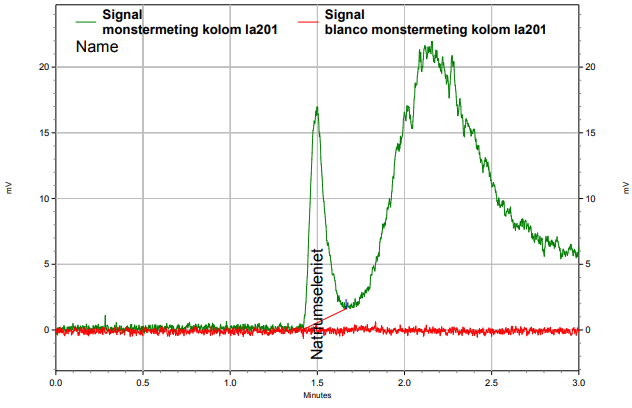 Signal
monstermeting kolom la201
Signal
blanco monstermeting kolom la201
Name
20
15
10
5
0
mV
Natriumseleniet
20
15
10
5
0
mV
0.0 0.5 1.0 1.5 2.0 2.5 3.0
Minutes